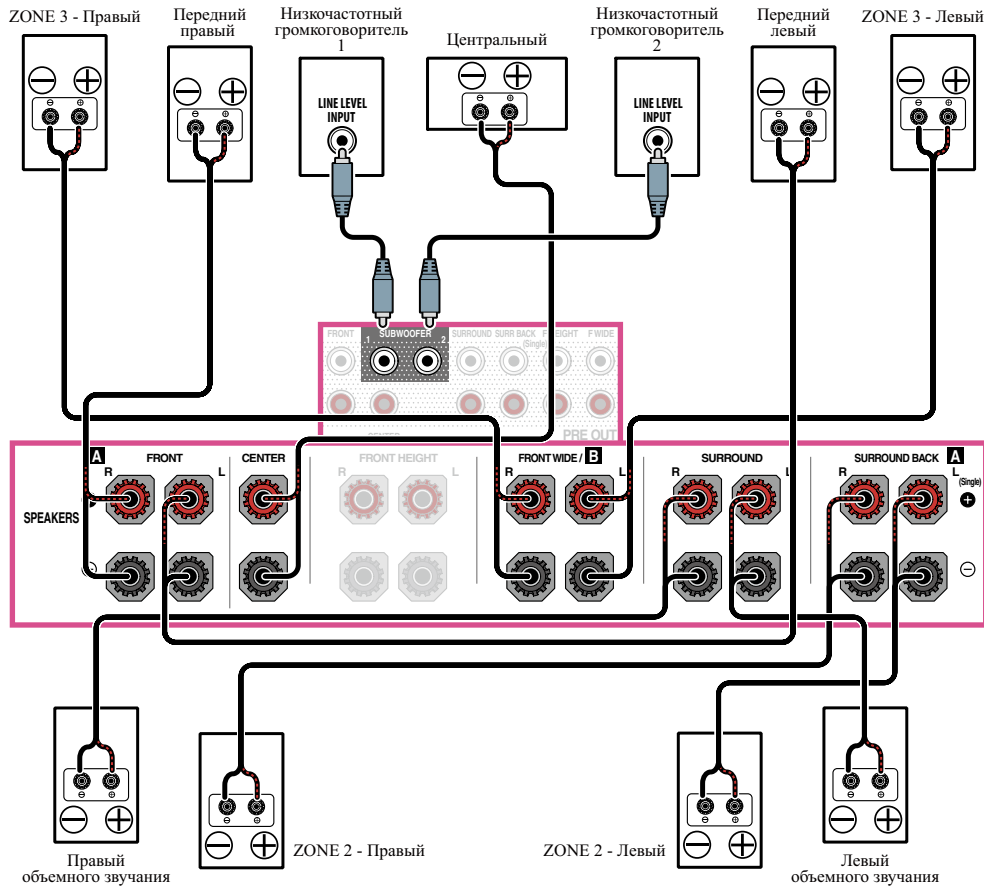 ZONE 3 - Правый
Передний
правый
Низкочастотный
громкоговоритель
1
Центральный
Низкочастотный
громкоговоритель
2
Передний
левый
ZONE 3 - Левый
LINE LEVEL
INPUT
LINE LEVEL
INPUT
FRONT
SUBWOOFER
1
2
SURROUND
SURR BACK
(Single)
F WIDE
PRE OUT
A
FRONT
R
L
CENTER
FRONT HEIGHT
R
L
FRONT WIDE / B
R
L
SURROUND
R
L
SURROUND BACK A
R
L
(Single)
SPEAKERS
Правый
объемного звучания
ZONE 2 - Правый
ZONE 2 - Левый
Левый
объемного звучания